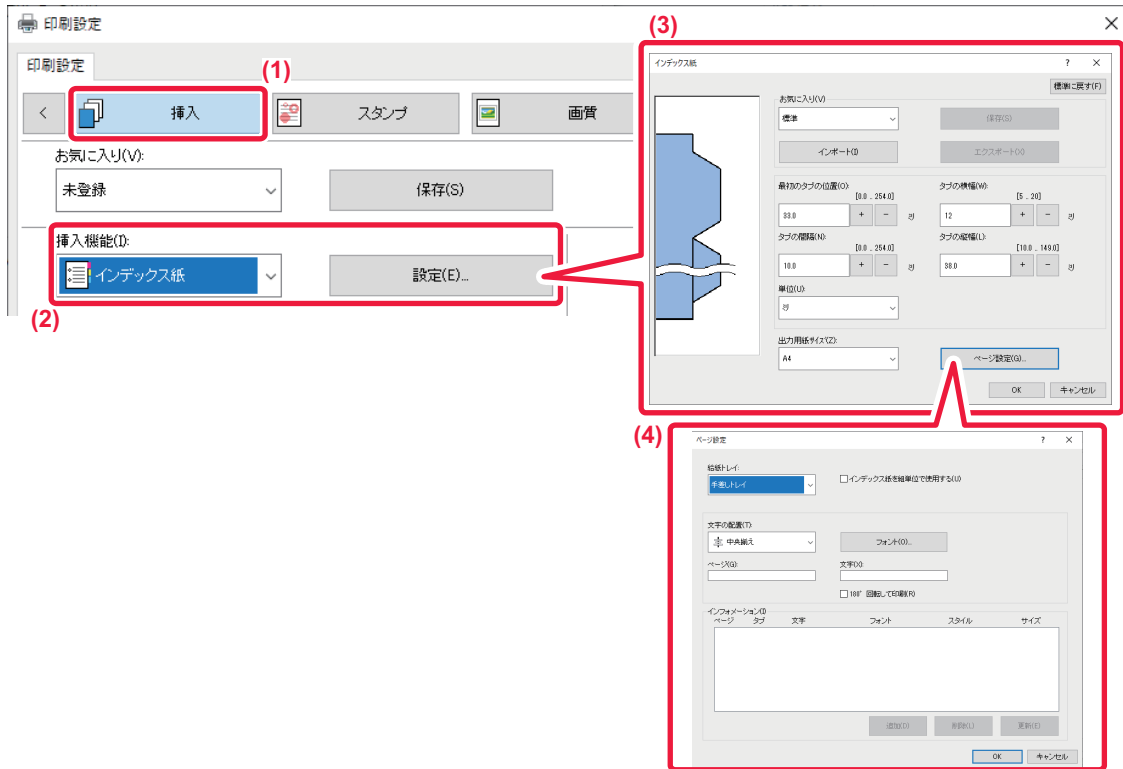 印刷設定
印刷設定
(1)
挿入
スタンプ
画質
お気に入り(V):
未登録
保存(S)
挿入機能(I):
インデックス紙
設定(E)...
(2)
(3)
インデックス紙
標準に戻す(F)
お気に入り(V)
標準
保存(S)
インポート(I)
エクスポート(X)
最初のタブの位置(O):
[0.0 .. 254.0]
33.0
+ - ミリ
タブの横幅(W):
[5 .. 20]
12
+ - ミリ
タブの間隔(N):
[0.0 .. 254.0]
10.0
+ - ミリ
タブの縦幅(L):
[10.0 .. 149.0]
38.0
+ - ミリ
単位(U):
ミリ
出力用紙サイズ(Z):
A4
ページ設定(G)...
OK
キャンセル
(4)
ページ設定
給紙トレイ:
手差しトレイ
インデックス紙を組単位で使用する(U)
文字の配置(T):
中央揃え
フォント(O)...
ページ(G):
文字(X):
180° 回転して印刷(R)
インフォメーション(I)
ページ タブ 文字 フォント スタイル サイズ
追加(D)
削除(L)
更新(E)
OK
キャンセル